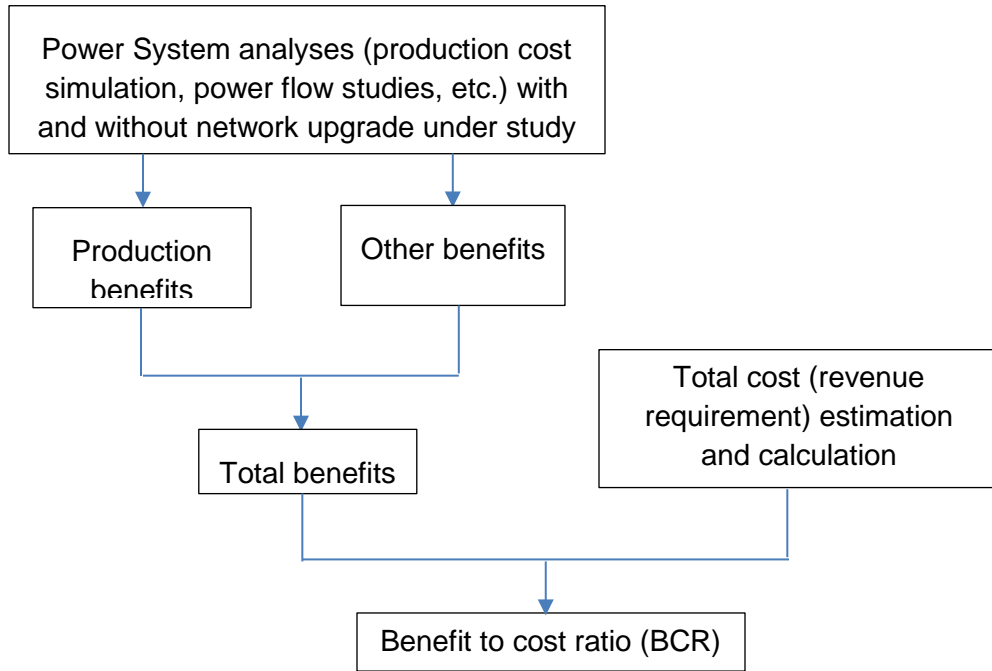 Power System analyses (production cost
simulation, power flow studies, etc.) with
and without network upgrade under study
Production
benefits
Other benefits
Total cost (revenue
requirement) estimation
and calculation
Total benefits
Benefit to cost ratio (BCR)